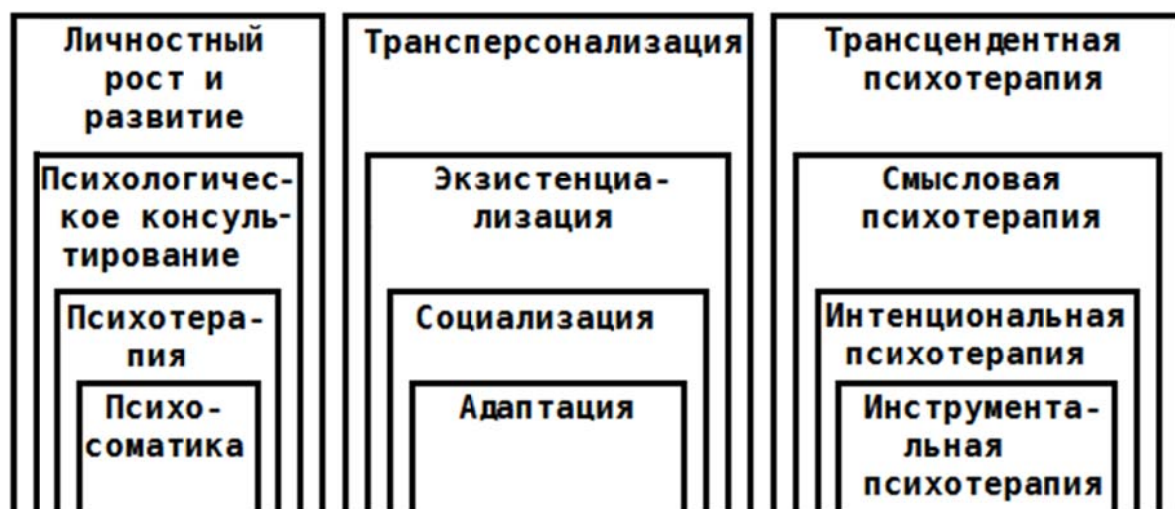 Личностный
рост и
развитие
Психологичес-
кое консуль-
тирование
Психотера-
пия
Психо-
соматика
Трансперсонализация
Экзистенциа-
лизация
Социализация
Адаптация
Трансцендентная
психотерапия
Смысловая
психотерапия
Интенциональная
психотерапия
Инструмента-
льная
психотерапия